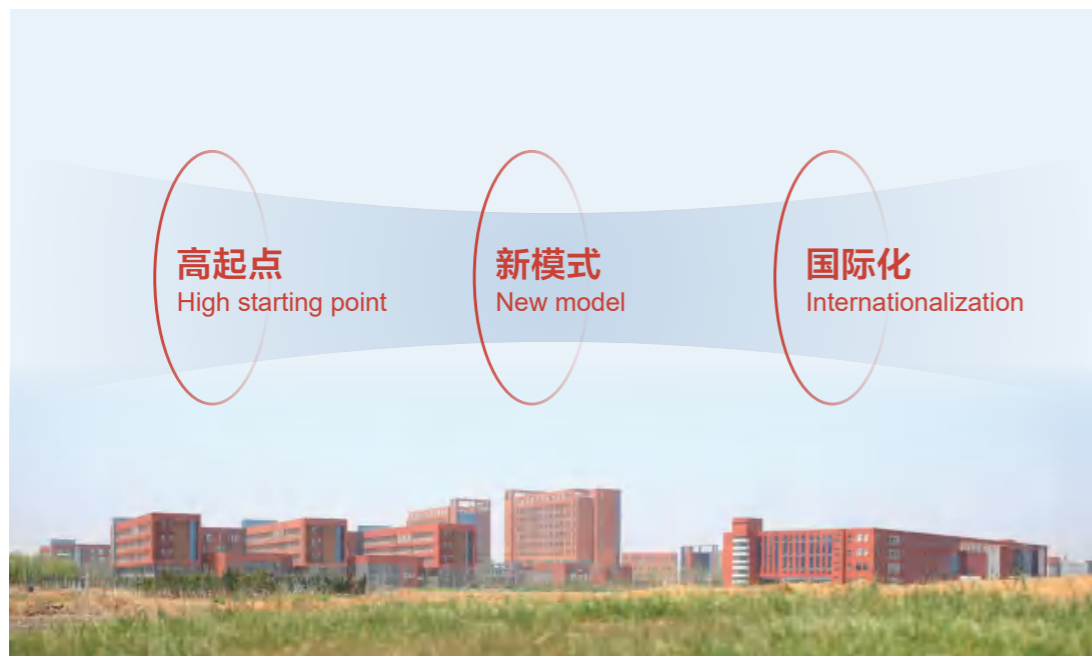 高起点
High starting point
新模式
New model
国际化
Internationalization